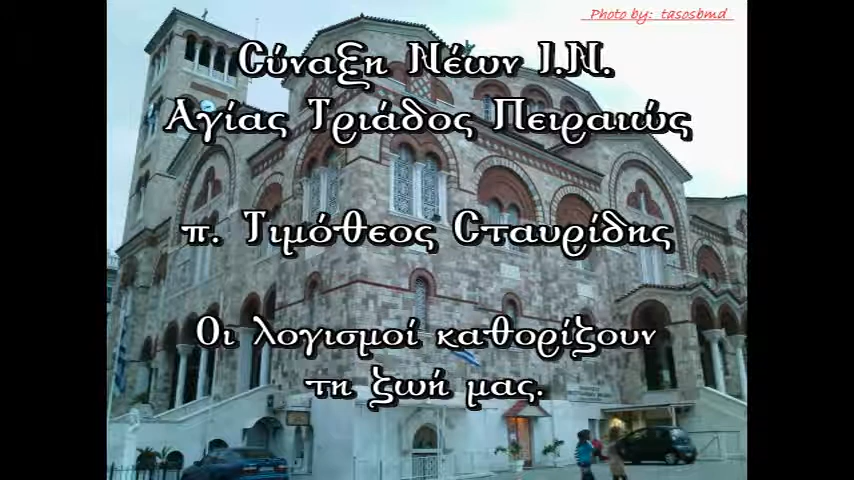 Photo by: tasosbmd
Σύναξη Νέων Ι.Ν.
Αγίας Τριάδος Πειραιώς
π. Τιμόθεος Σταυρίδης
Οι λογισμοί καθορίζουν
τη ζωή μας.